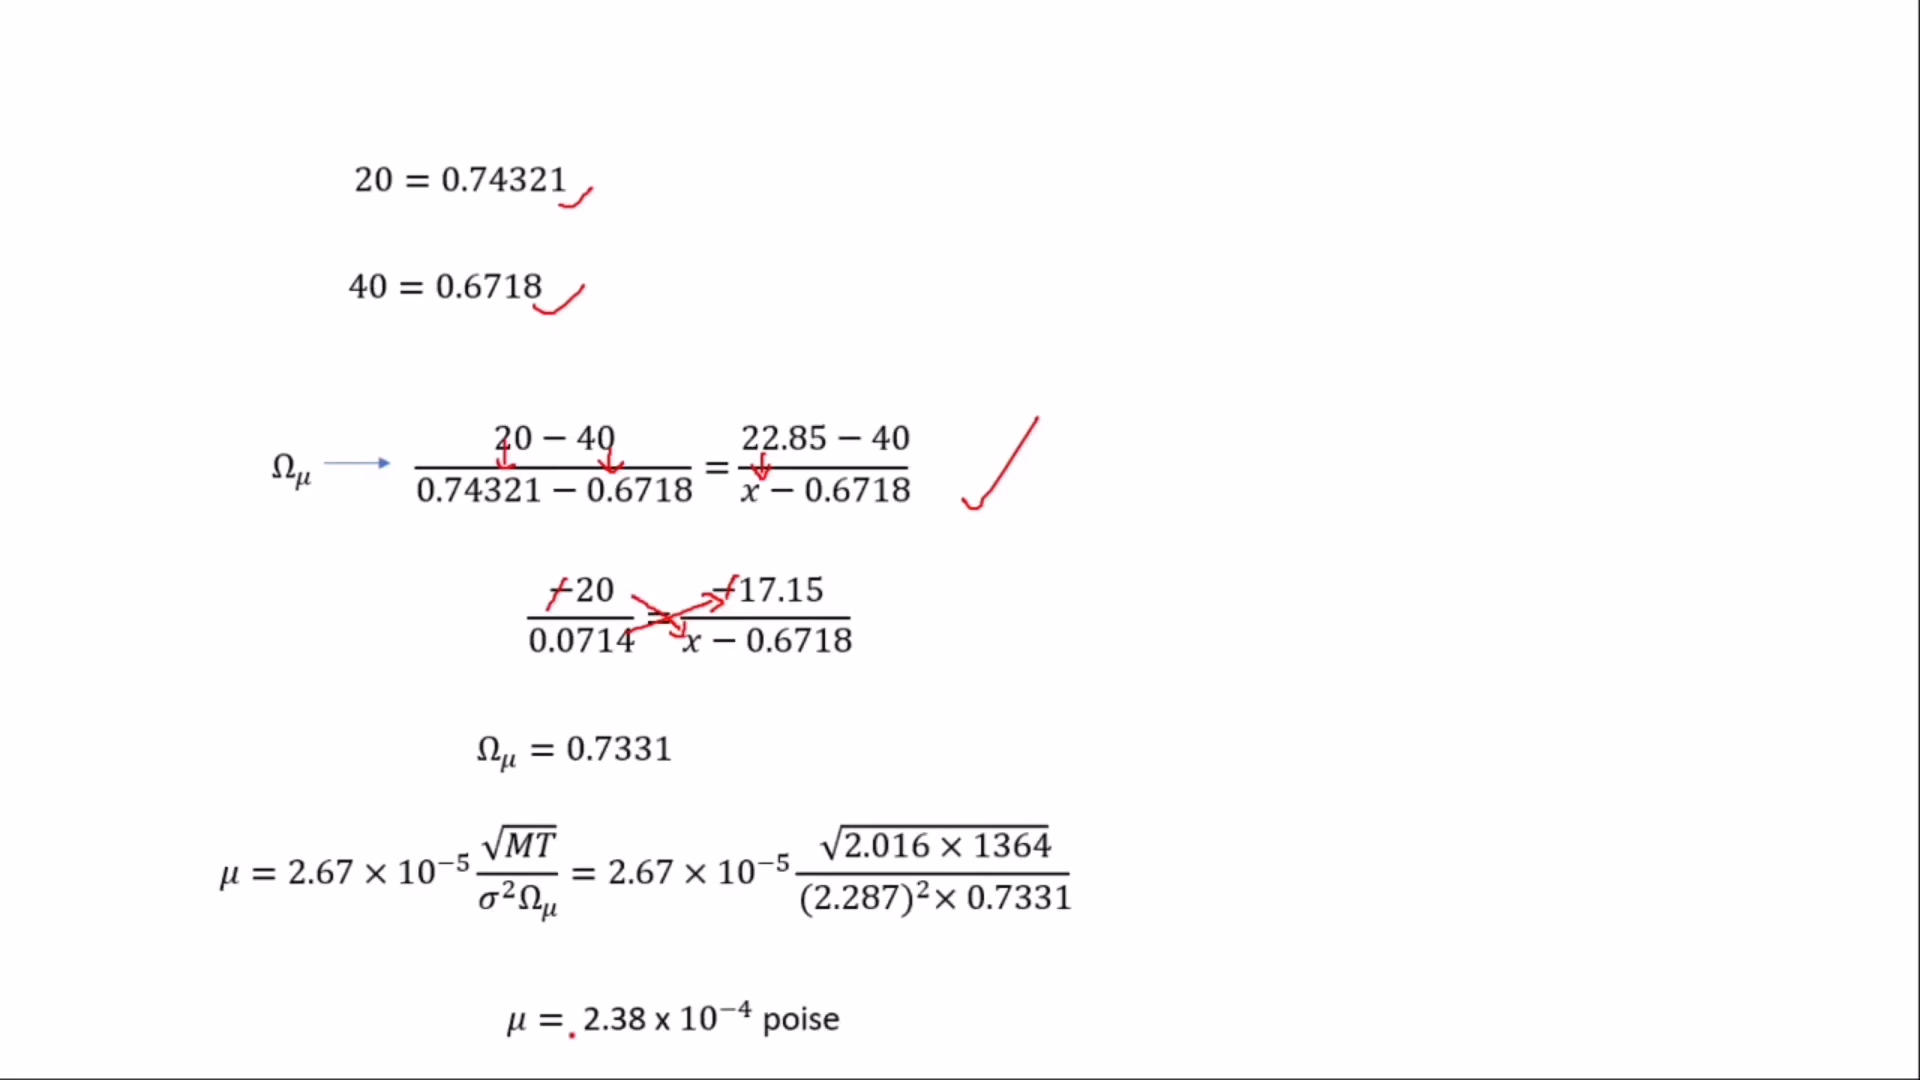 20 = 0.74321
40 = 0.6718
Ωμ → (20 − 40)/(0.74321 − 0.6718) = (22.85 − 40)/(x − 0.6718)
−20/0.0714 = −17.15/(x − 0.6718)
Ωμ = 0.7331
μ = 2.67 × 10⁻⁵ √MT/(σ²Ωμ) = 2.67 × 10⁻⁵ √(2.016 × 1364)/((2.287)² × 0.7331)
μ = 2.38 x 10⁻⁴ poise